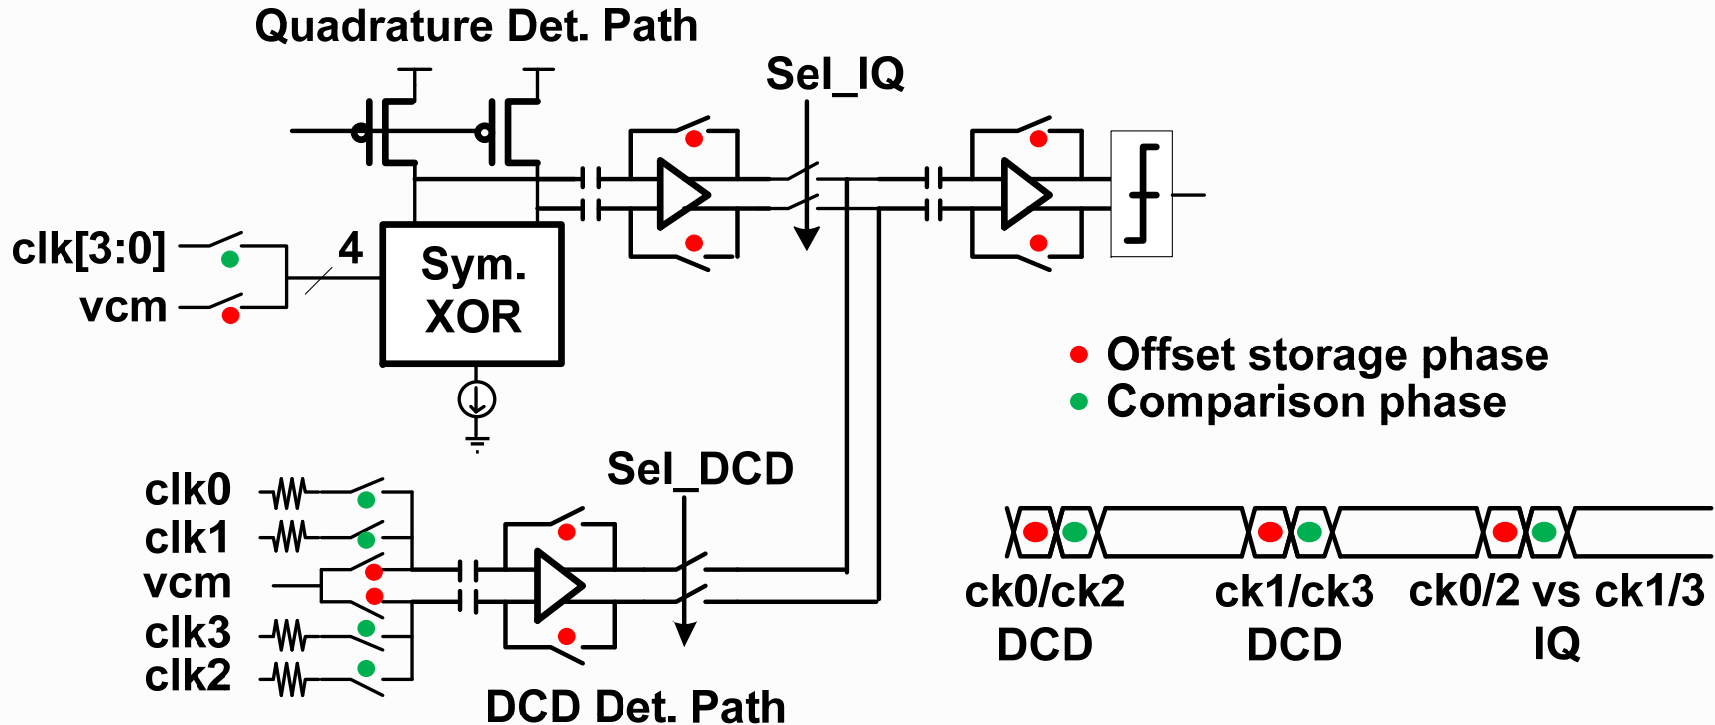 Quadrature Det. Path
Sel_IQ
clk[3:0]
4
vcm
Sym.
XOR
Offset storage phase
Comparison phase
clk0
clk1
vcm
clk3
clk2
Sel_DCD
DCD Det. Path
ck0/ck2
DCD
ck1/ck3
DCD
ck0/2 vs ck1/3
IQ